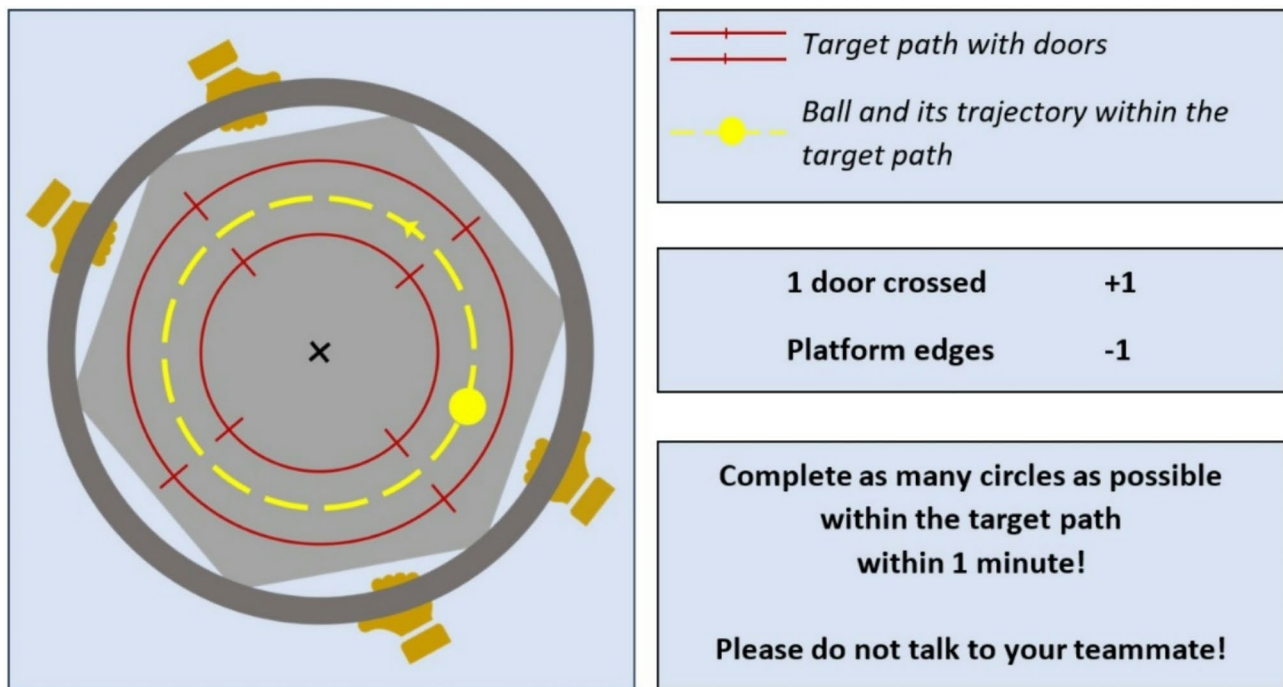 Target path with doors
Ball and its trajectory within the
target path
1 door crossed +1
Platform edges -1
Complete as many circles as possible
within the target path
within 1 minute!
Please do not talk to your teammate!